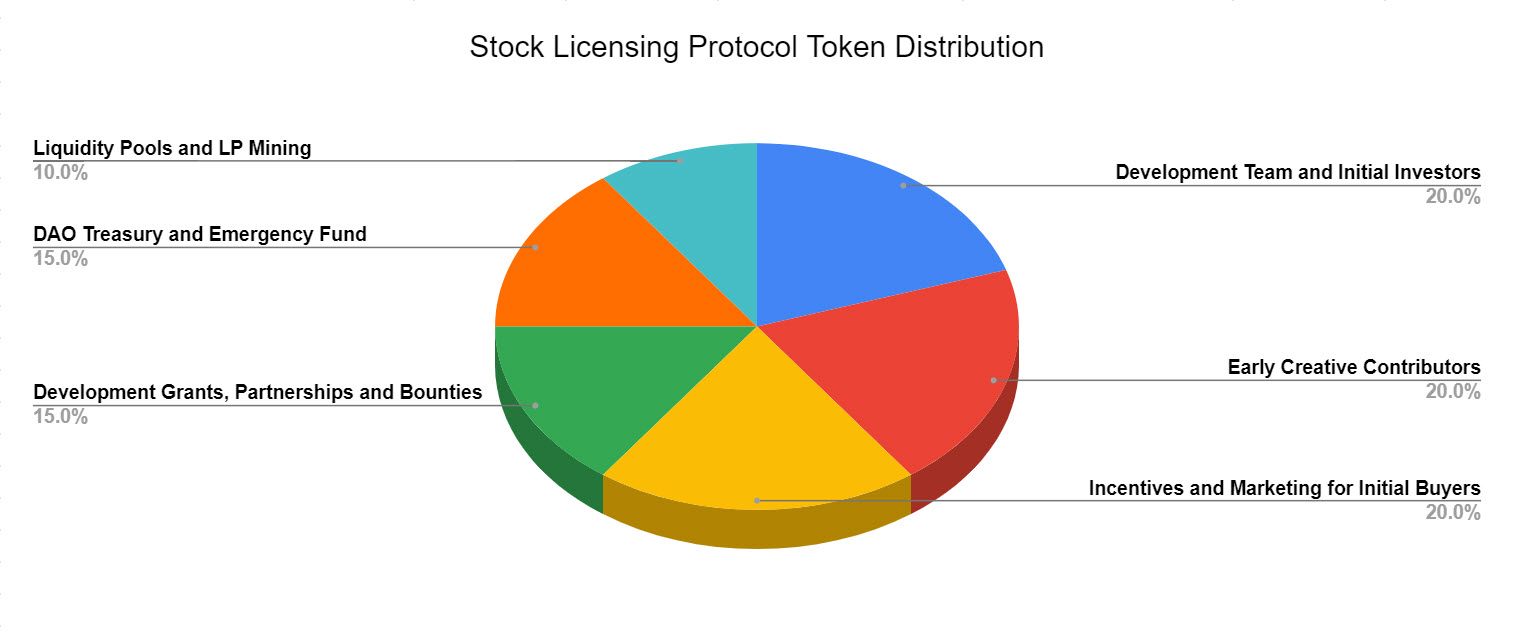 Stock Licensing Protocol Token Distribution
Liquidity Pools and LP Mining
10.0%
DAO Treasury and Emergency Fund
15.0%
Development Grants, Partnerships and Bounties
15.0%
Development Team and Initial Investors
20.0%
Early Creative Contributors
20.0%
Incentives and Marketing for Initial Buyers
20.0%